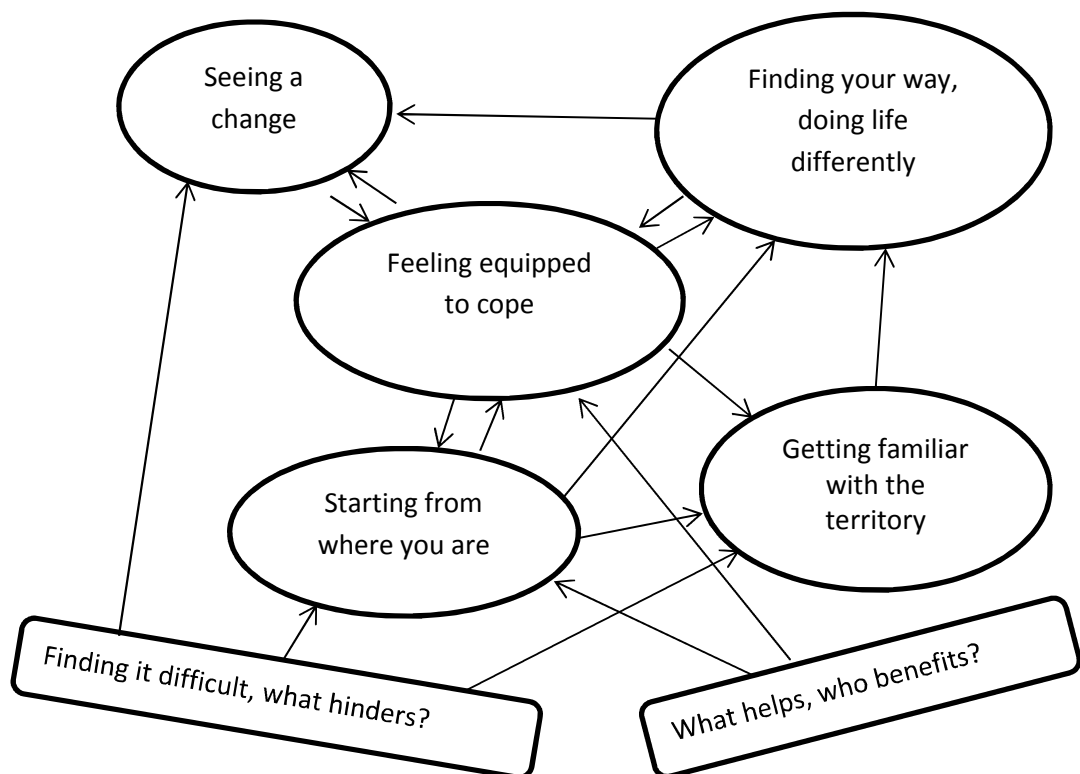 Seeing a
change
Finding your way,
doing life
differently
Feeling equipped
to cope
Getting familiar
with the
territory
Starting from
where you are
Finding it difficult, what hinders?
What helps, who benefits?